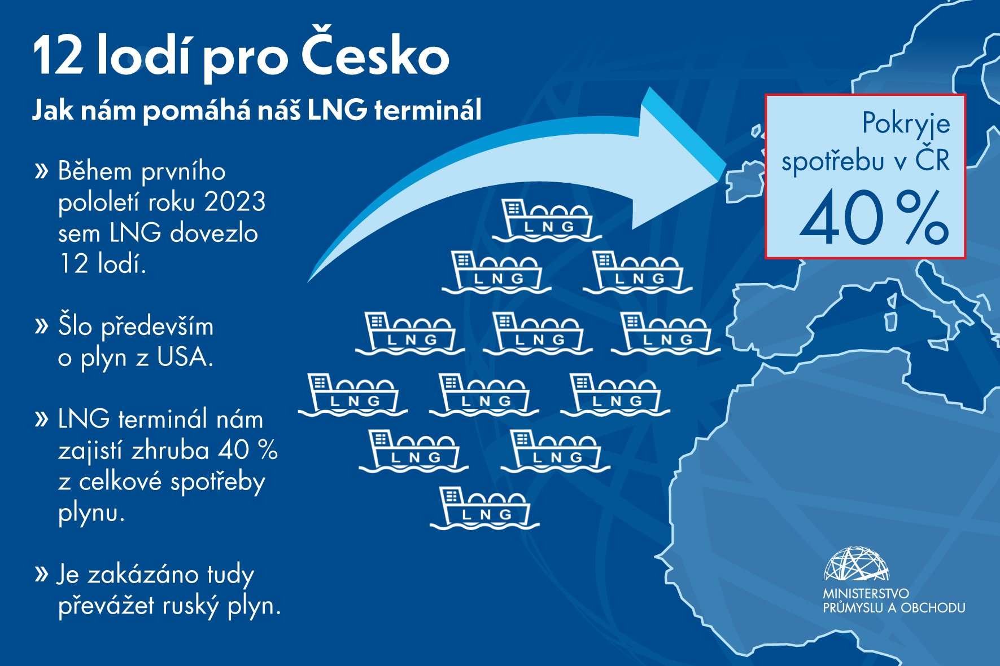 12 lodí pro Česko
Jak nám pomáhá náš LNG terminál
» Během prvního
pololetí roku 2023
sem LNG dovezlo
12 lodí.
» Šlo především
o plyn z USA.
» LNG terminál nám
zajistí zhruba 40 %
z celkové spotřeby
plynu.
» Je zakázáno tudy
převážet ruský plyn.
Pokryje
spotřebu v ČR
40 %
LNG
LNG LNG
LNG LNG LNG
LNG LNG LNG
LNG LNG
LNG
MINISTERSTVO
PRŮMYSLU A OBCHODU